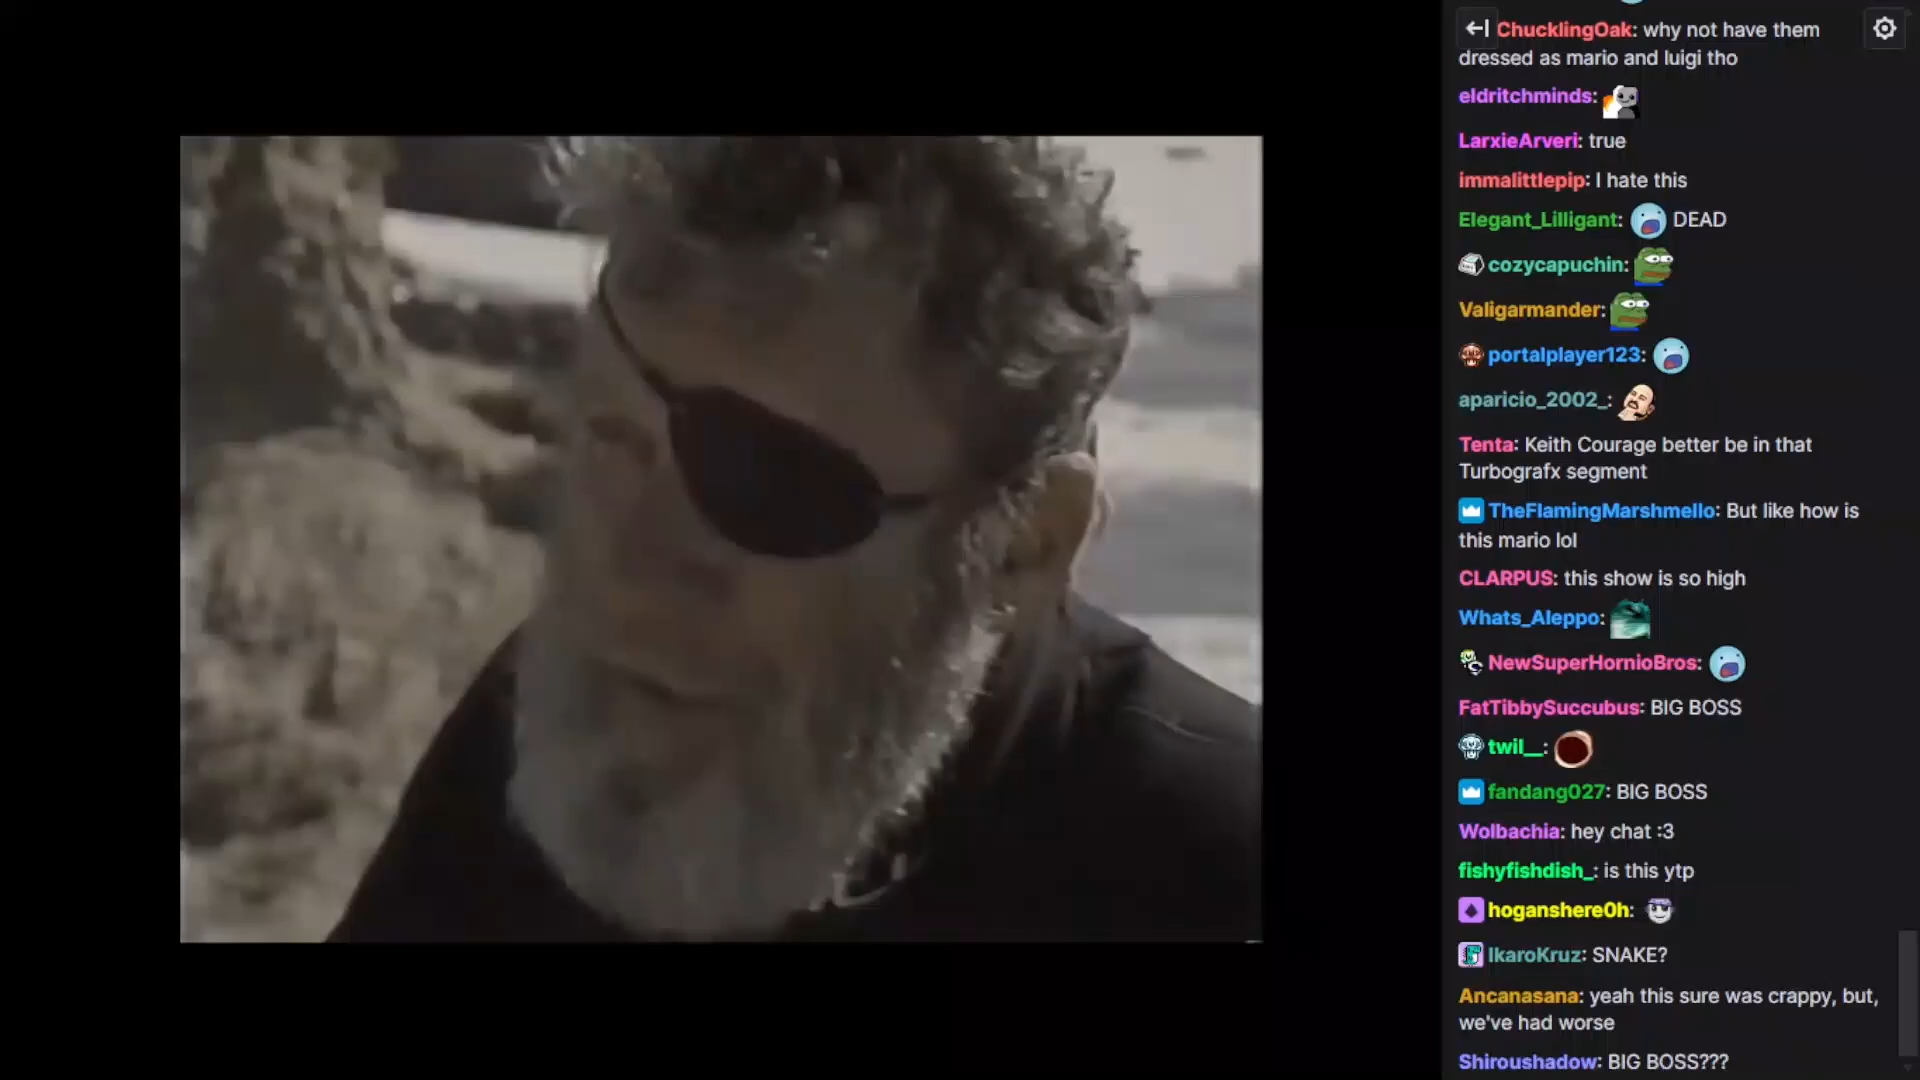 ChucklingOak: why not have them
dressed as mario and luigi tho
eldritchminds:
LarxieArveri: true
immalittlepip: I hate this
Elegant_Lilligant: DEAD
cozycapuchin:
Valigarmander:
portalplayer123:
aparicio_2002_:
Tenta: Keith Courage better be in that
Turbografx segment
TheFlamingMarshmello: But like how is
this mario lol
CLARPUS: this show is so high
Whats_Aleppo:
NewSuperHornioBros:
FatTibbySuccubus: BIG BOSS
twil__:
fandang027: BIG BOSS
Wolbachia: hey chat :3
fishyfishdish_: is this ytp
hoganshere0h:
IkaroKruz: SNAKE?
Ancanasana: yeah this sure was crappy, but,
we've had worse
Shiroushadow: BIG BOSS???